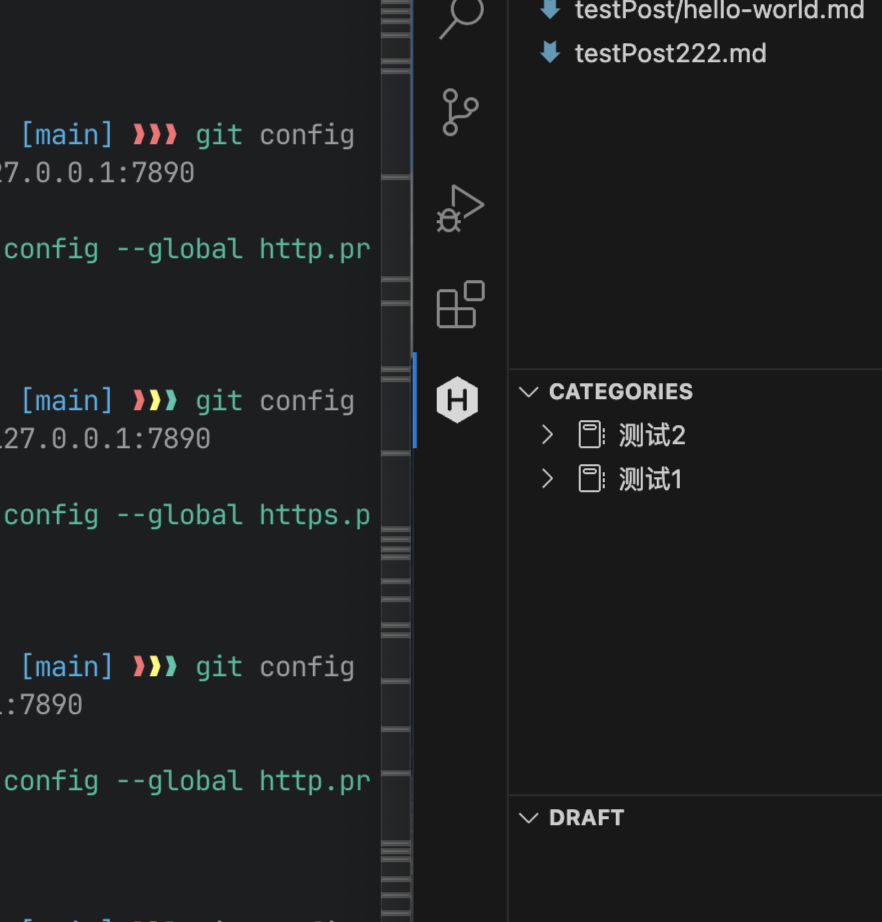 [main] ❯❯❯ git config
27.0.0.1:7890
config --global http.pr
[main] ❯❯❯ git config
27.0.0.1:7890
config --global https.p
[main] ❯❯❯ git config
:7890
config --global http.pr
testPost/hello-world.md
testPost222.md
H
CATEGORIES
测试2
测试1
DRAFT